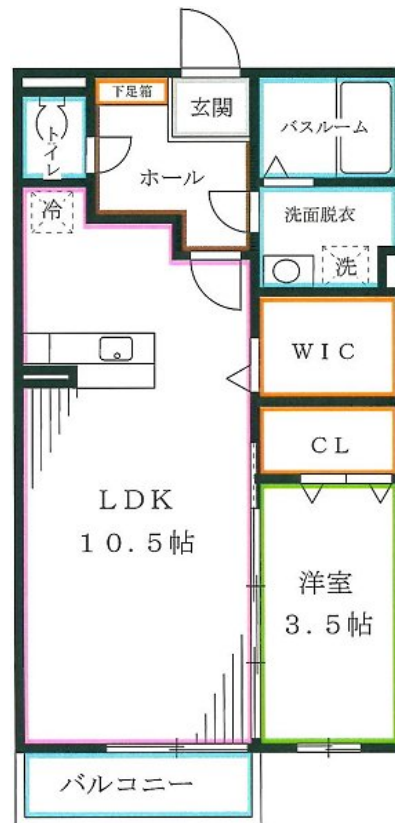 下足箱
玄関
バスルーム
トイレ
ホール
冷
洗面脱衣
洗
WIC
CL
LDK
10.5帖
洋室
3.5帖
バルコニー